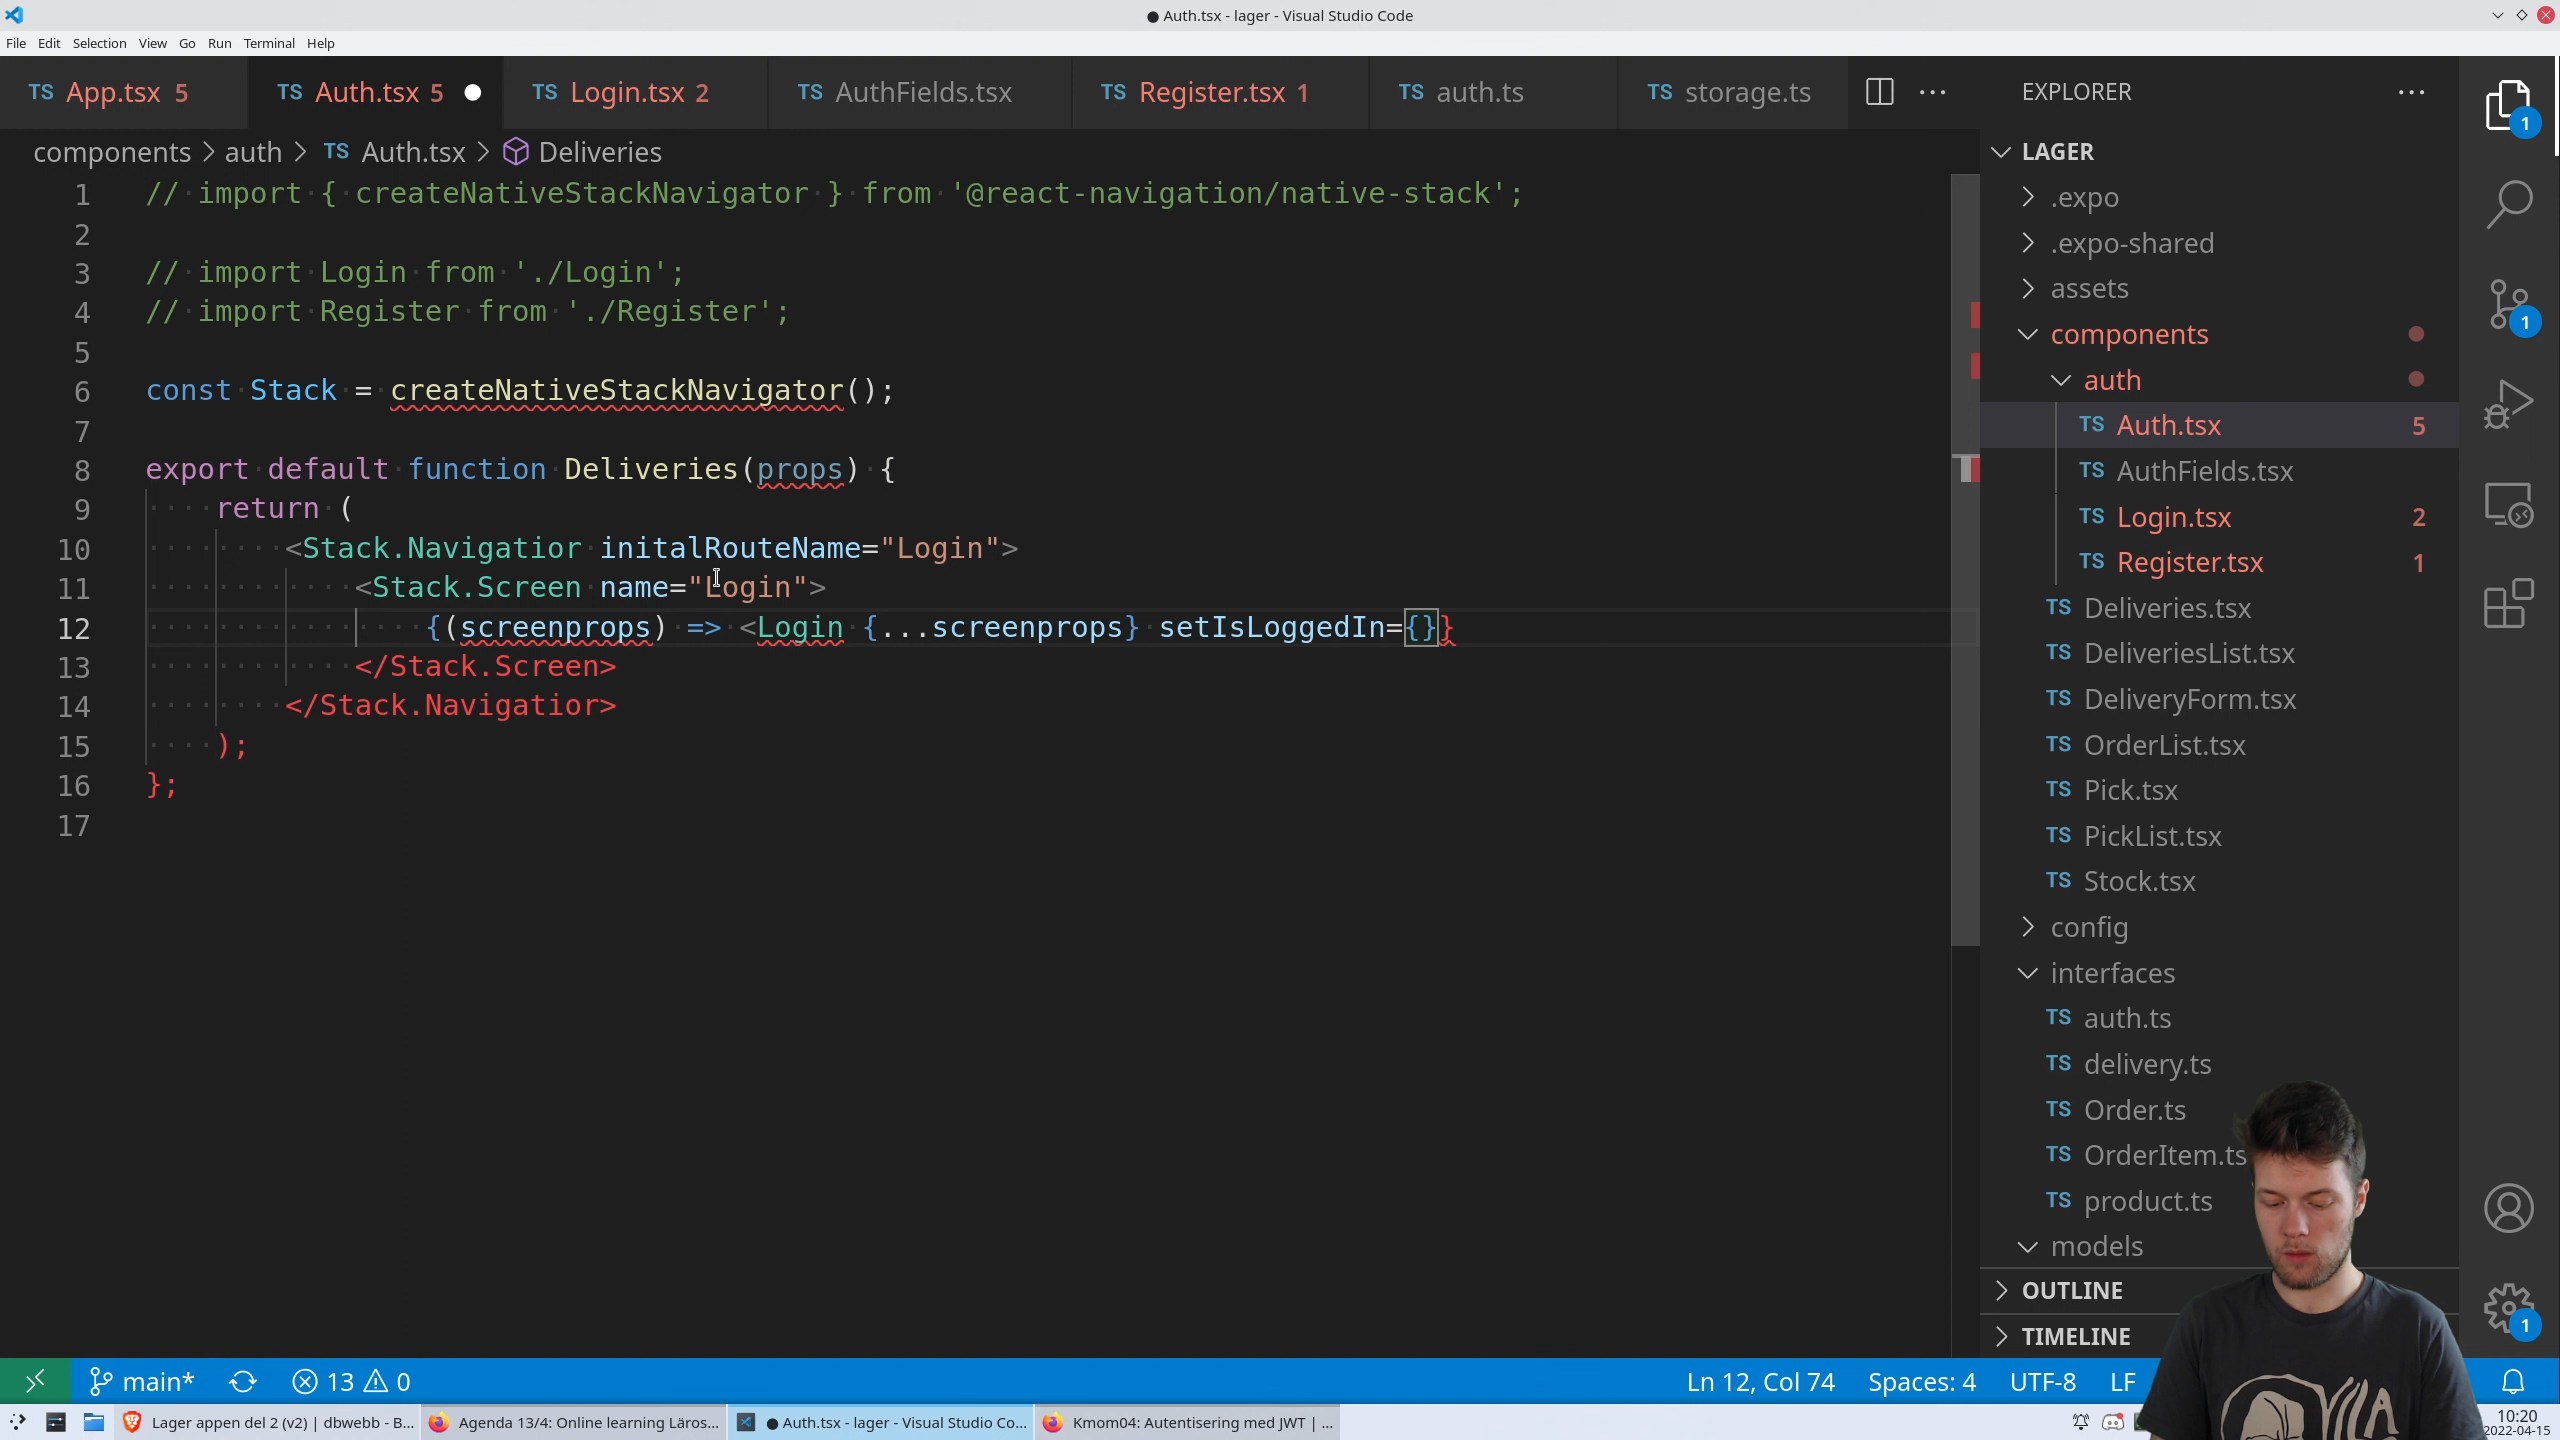 ● Auth.tsx - lager - Visual Studio Code
File Edit Selection View Go Run Terminal Help
TS App.tsx 5 TS Auth.tsx 5 ● TS Login.tsx 2 TS AuthFields.tsx TS Register.tsx 1 TS auth.ts TS storage.ts ···
components > auth > TS Auth.tsx > Deliveries
1 // import { createNativeStackNavigator } from '@react-navigation/native-stack';
2
3 // import Login from './Login';
4 // import Register from './Register';
5
6 const Stack = createNativeStackNavigator();
7
8 export default function Deliveries(props) {
9 return (
10 <Stack.Navigatior initalRouteName="Login">
11 <Stack.Screen name="Login">
12 {(screenprops) => <Login {...screenprops} setIsLoggedIn={}}
13 </Stack.Screen>
14 </Stack.Navigatior>
15 );
16 };
17
EXPLORER ···
LAGER
.expo
.expo-shared
assets
components
auth
TS Auth.tsx 5
TS AuthFields.tsx
TS Login.tsx 2
TS Register.tsx 1
TS Deliveries.tsx
TS DeliveriesList.tsx
TS DeliveryForm.tsx
TS OrderList.tsx
TS Pick.tsx
TS PickList.tsx
TS Stock.tsx
config
interfaces
TS auth.ts
TS delivery.ts
TS Order.ts
TS OrderItem.ts
TS product.ts
models
OUTLINE
TIMELINE
1
1
1
main* 13 0 Ln 12, Col 74 Spaces: 4 UTF-8 LF
Lager appen del 2 (v2) | dbwebb - B... Agenda 13/4: Online learning Läros... ● Auth.tsx - lager - Visual Studio Co... Kmom04: Autentisering med JWT | ...
10:20
2022-04-15